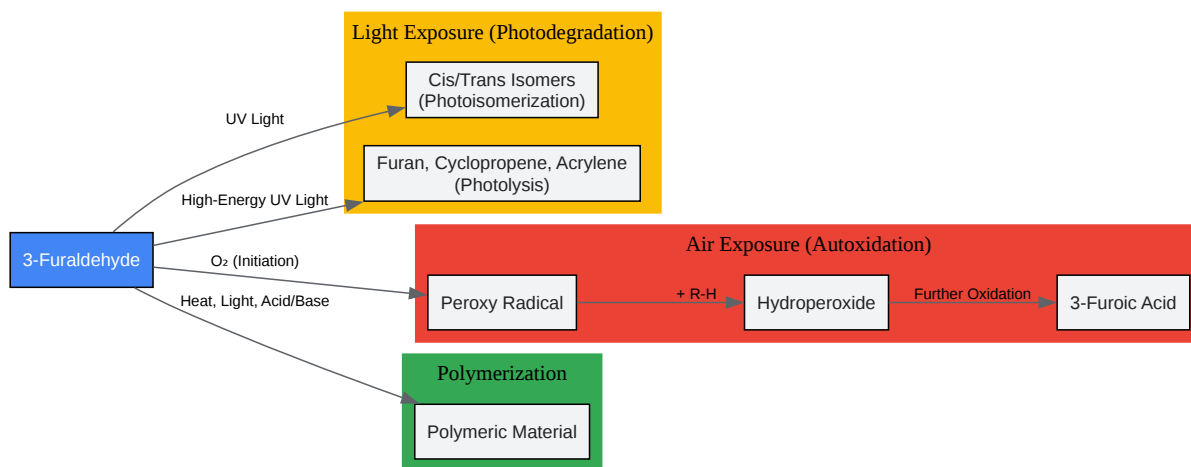 Light Exposure (Photodegradation)
Cis/Trans Isomers
(Photoisomerization)
UV Light
Furan, Cyclopropene, Acrylene
(Photolysis)
High-Energy UV Light
3-Furaldehyde
Air Exposure (Autoxidation)
O₂ (Initiation)
Peroxy Radical
+ R-H
Hydroperoxide
Further Oxidation
3-Furoic Acid
Heat, Light, Acid/Base
Polymerization
Polymeric Material